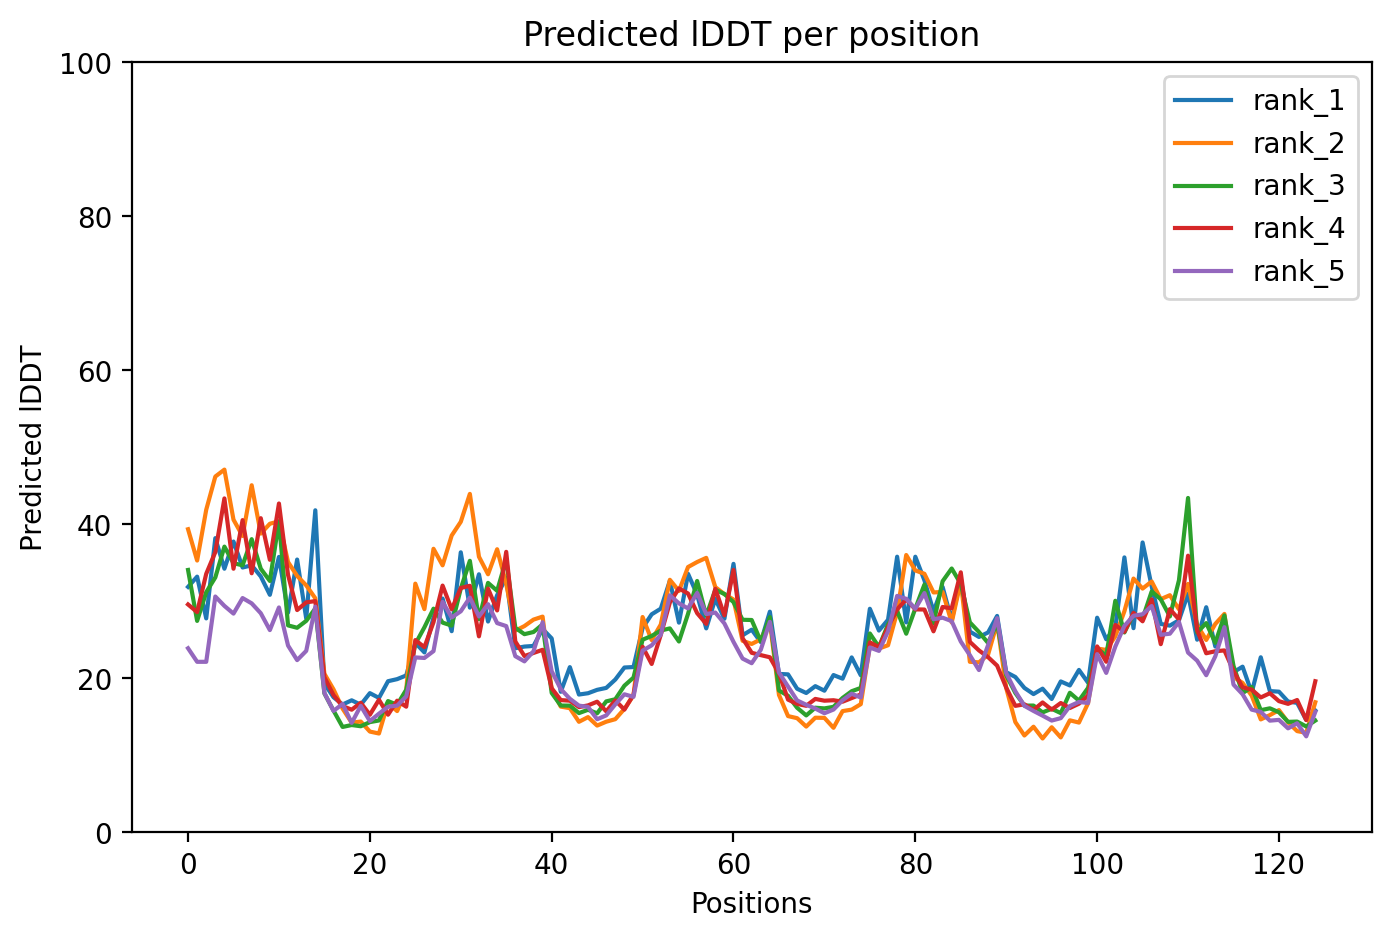 Predicted lDDT per position
100
80
60
40
20
0
Predicted lDDT
rank_1
rank_2
rank_3
rank_4
rank_5
0 20 40 60 80 100 120
Positions